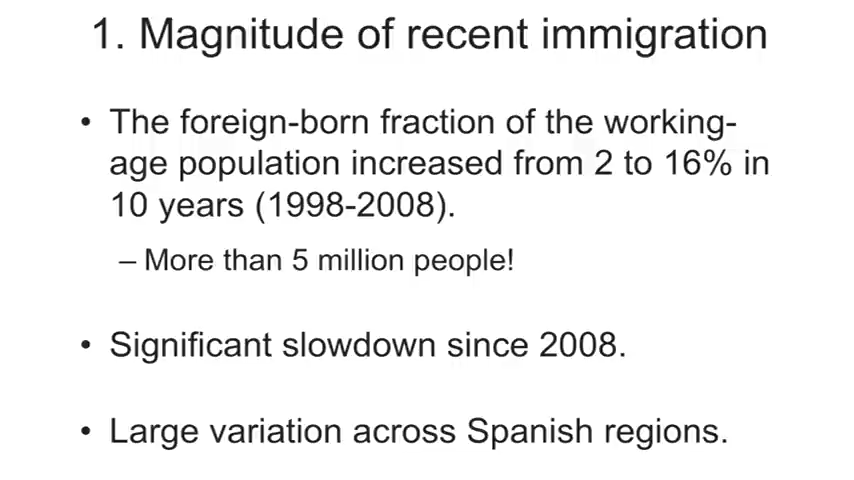 1. Magnitude of recent immigration
• The foreign-born fraction of the working-
age population increased from 2 to 16% in
10 years (1998-2008).
– More than 5 million people!
• Significant slowdown since 2008.
• Large variation across Spanish regions.